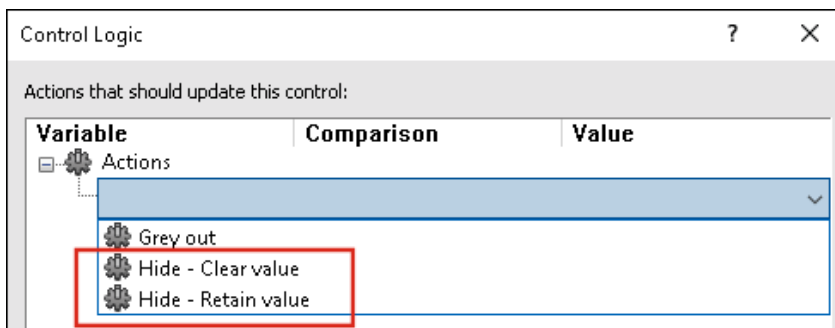 Control Logic ?
Actions that should update this control:
Variable Comparison Value
Actions
Grey out
Hide - Clear value
Hide - Retain value